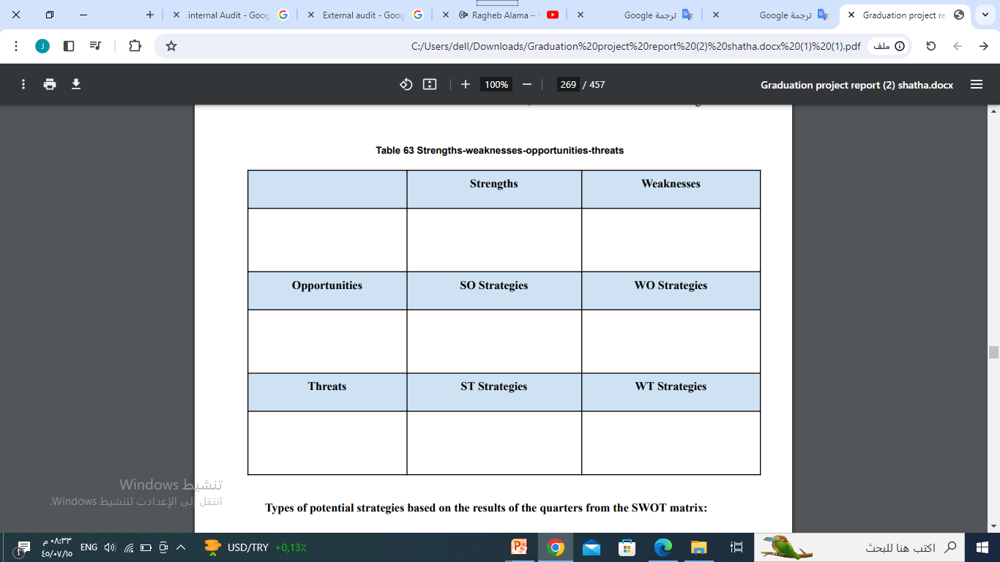 internal Audit - Goog
External audit - Goog
Ragheb Alama –
ترجمة Google
ترجمة Google
Graduation project re
J
C:/Users/dell/Downloads/Graduation%20project%20report%20(2)%20shatha.docx%20(1)%20(1).pdf
ملف
100%
269 / 457
Graduation project report (2) shatha.docx
Table 63 Strengths-weaknesses-opportunities-threats
Strengths
Weaknesses
Opportunities
SO Strategies
WO Strategies
Threats
ST Strategies
WT Strategies
Types of potential strategies based on the results of the quarters from the SWOT matrix:
تنشيط Windows
انتقل إلى الإعدادت لتنشيط Windows.
١
٠٨:٣٣ م
٤٥/٠٧/١٥
ENG
USD/TRY +0,13٪
اكتب هنا للبحث